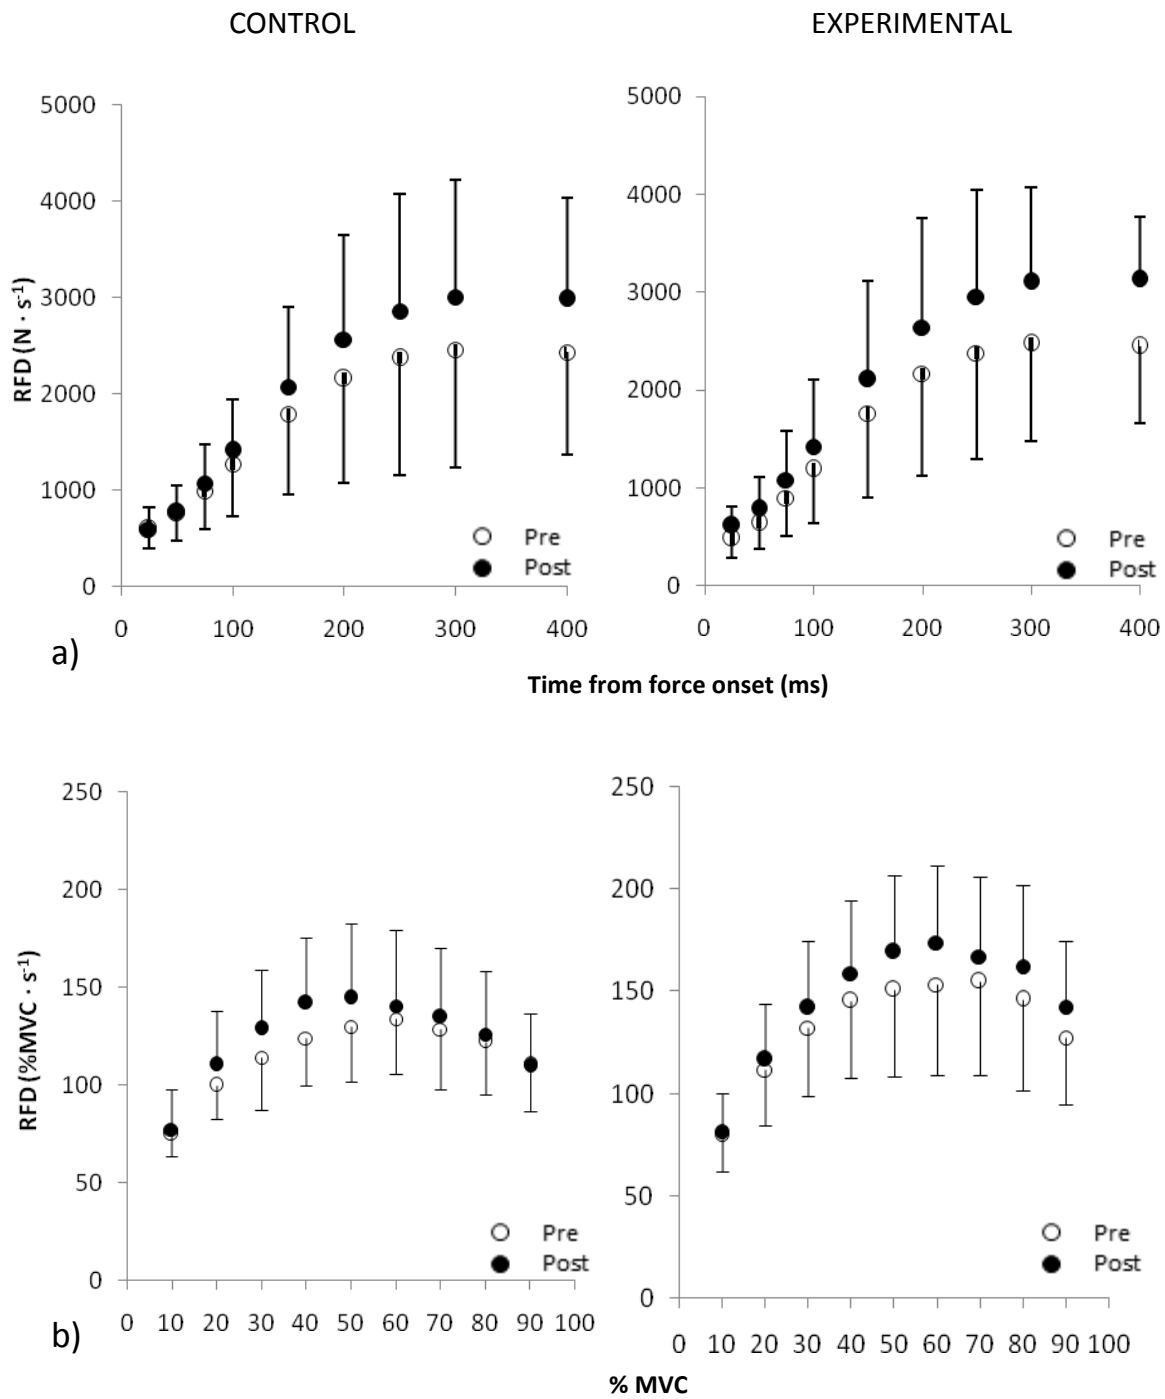 CONTROL EXPERIMENTAL
5000
4000
3000
2000
1000
0
RFD (N · s-1)
Pre
Post
0 100 200 300 400
5000
4000
3000
2000
1000
0
Pre
Post
0 100 200 300 400
a)
Time from force onset (ms)
250
200
150
100
50
0
RFD (%MVC · s-1)
Pre
Post
0 10 20 30 40 50 60 70 80 90 100
250
200
150
100
50
0
Pre
Post
0 10 20 30 40 50 60 70 80 90 100
b)
% MVC